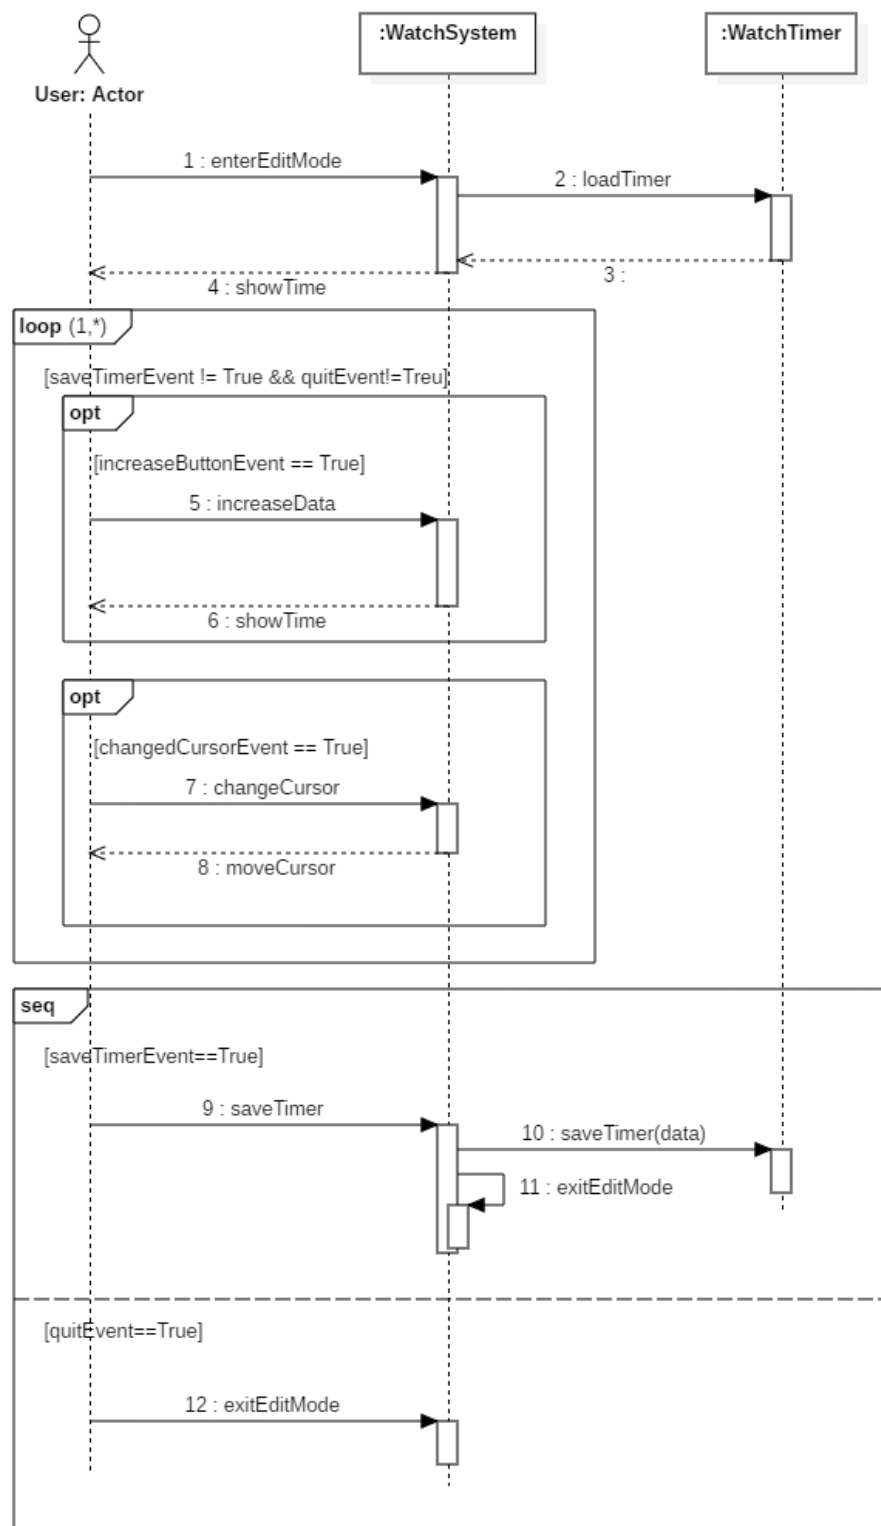 :WatchSystem
:WatchTimer
User: Actor
1 : enterEditMode
2 : loadTimer
3 :
4 : showTime
loop (1,*)
[saveTimerEvent != True && quitEvent!=Treu]
opt
[increaseButtonEvent == True]
5 : increaseData
6 : showTime
opt
[changedCursorEvent == True]
7 : changeCursor
8 : moveCursor
seq
[saveTimerEvent==True]
9 : saveTimer
10 : saveTimer(data)
11 : exitEditMode
[quitEvent==True]
12 : exitEditMode